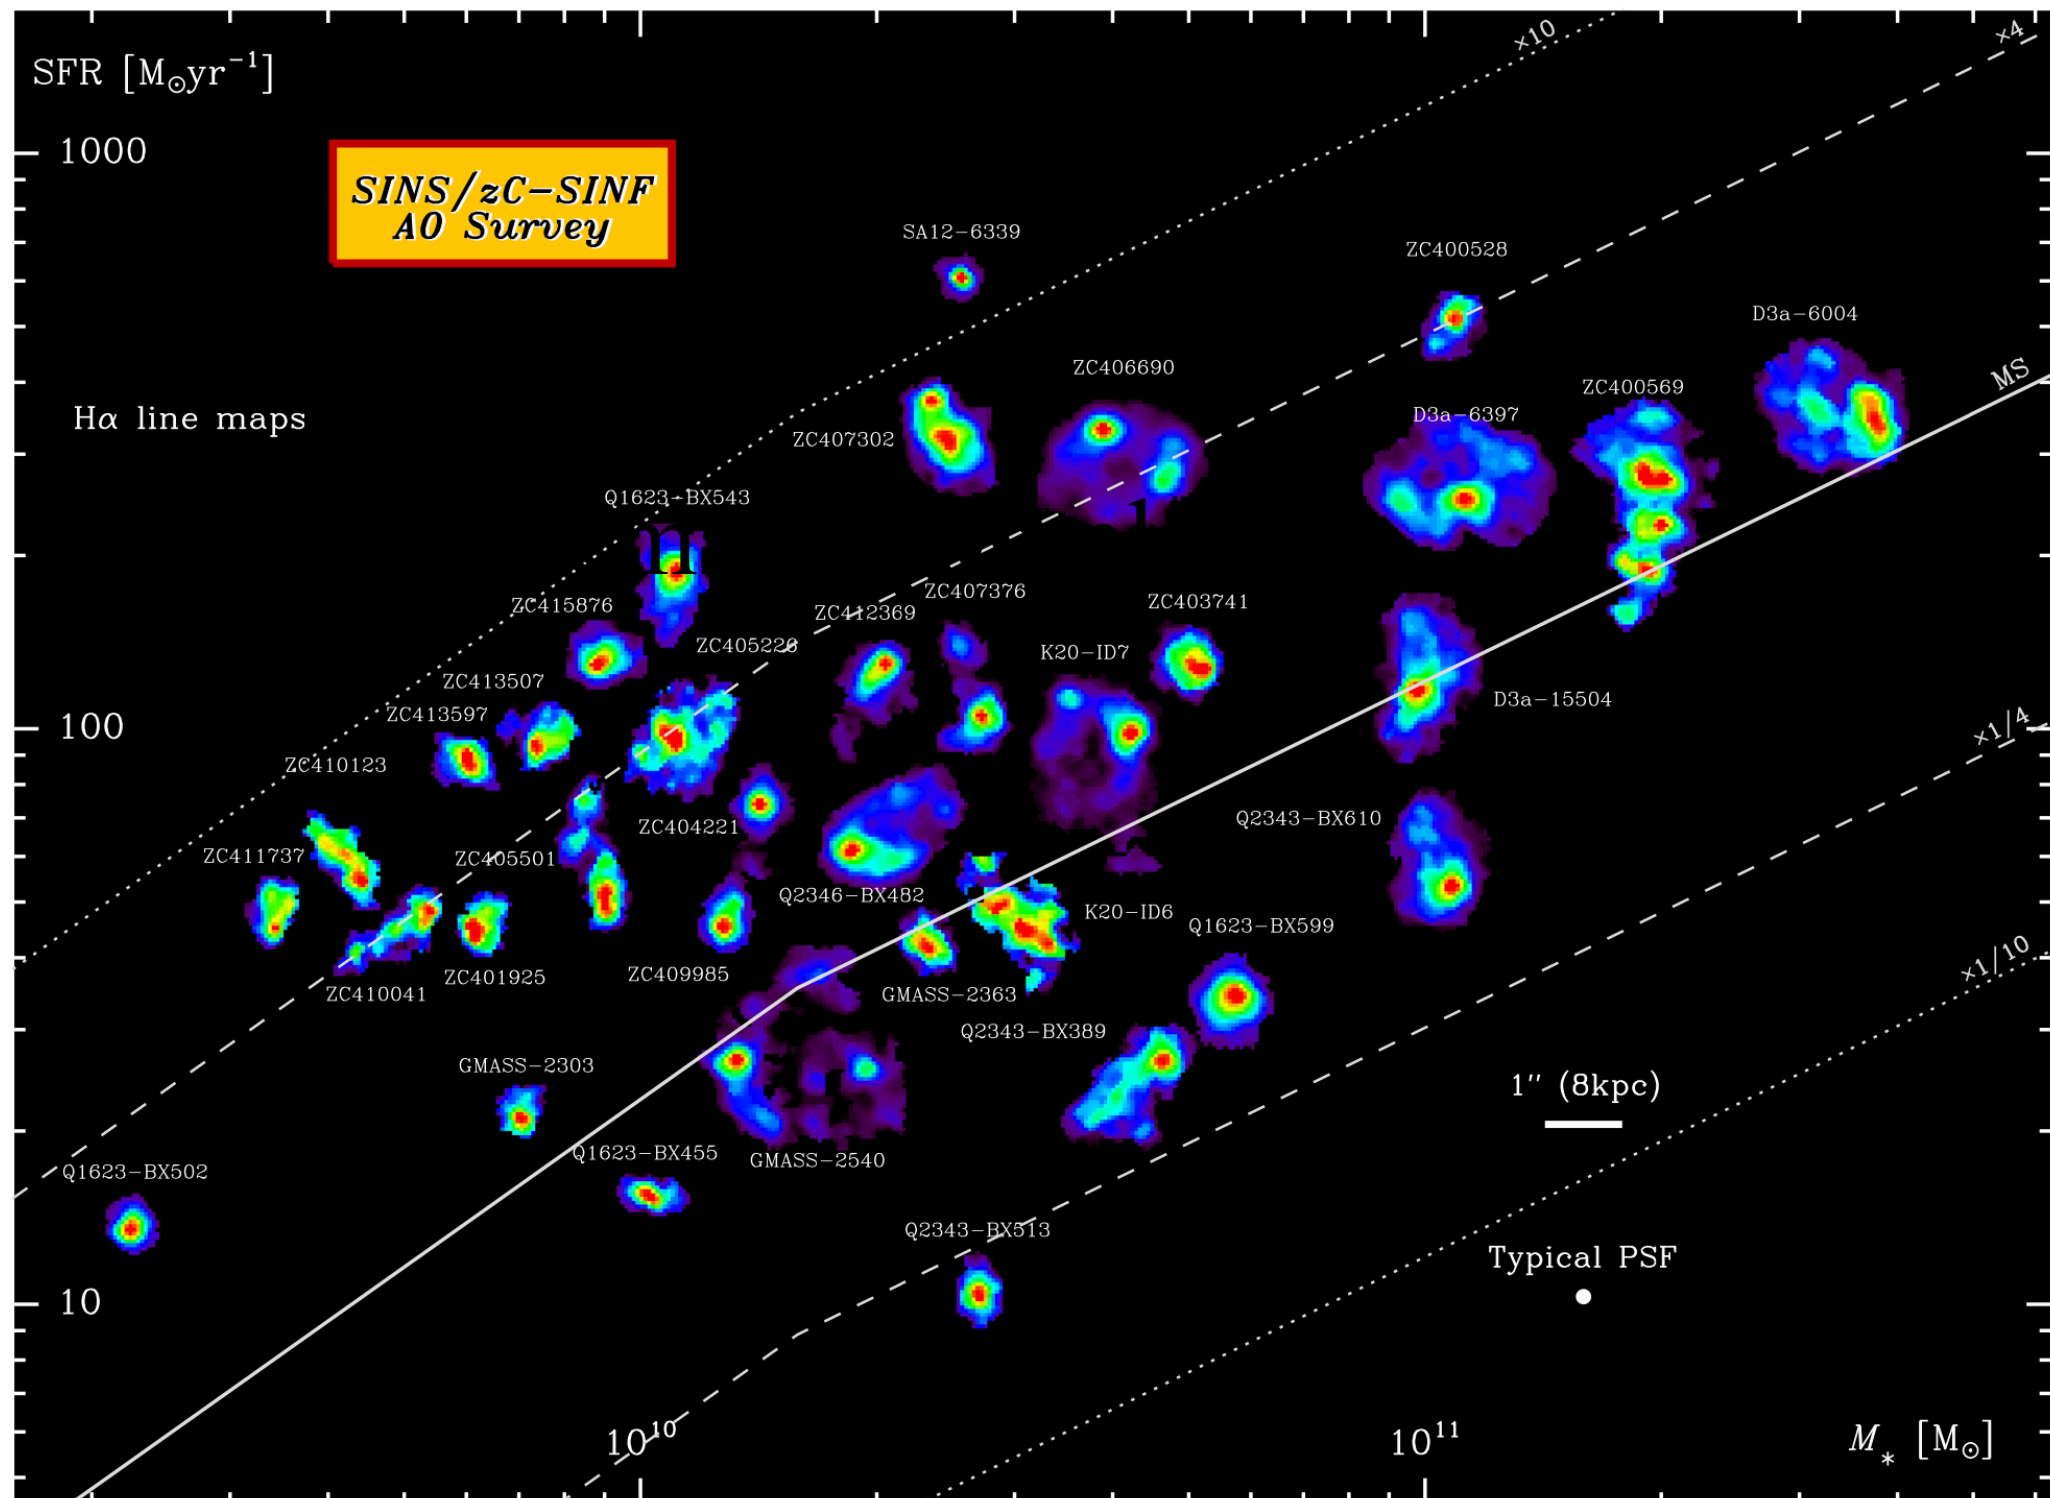 ×10
×4
SFR [M☉yr⁻¹]
1000
SINS/zC-SINF
AO Survey
SA12-6339
ZC400528
D3a-6004
ZC406690
MS
ZC400569
Hα line maps
D3a-6397
ZC407302
Q1623-BX543
ZC407376
ZC403741
ZC415876
ZC412369
ZC405226
K20-ID7
ZC413507
D3a-15504
ZC413597
100
×1/4
ZC410123
Q2343-BX610
ZC404221
ZC411737
ZC405501
Q2346-BX482
K20-ID6
Q1623-BX599
×1/10
ZC409985
ZC401925
ZC410041
GMASS-2363
Q2343-BX389
GMASS-2303
1″ (8kpc)
Q1623-BX455
GMASS-2540
Q1623-BX502
Q2343-BX513
Typical PSF
10
10¹⁰
10¹¹
M* [M☉]